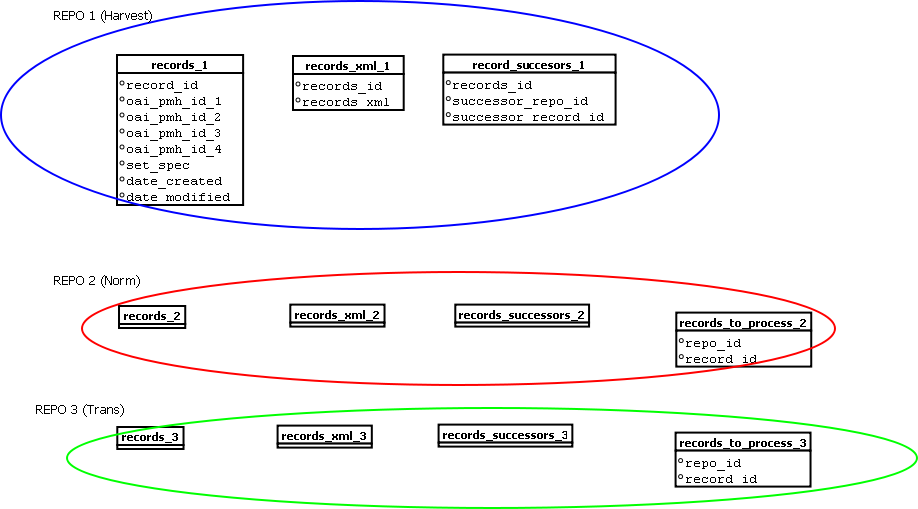 REPO 1 (Harvest)
records_1
record_id
oai_pmh_id_1
oai_pmh_id_2
oai_pmh_id_3
oai_pmh_id_4
set_spec
date_created
date_modified
records_xml_1
records_id
records_xml
record_succesors_1
records_id
successor_repo_id
successor_record_id
REPO 2 (Norm)
records_2
records_xml_2
records_successors_2
records_to_process_2
repo_id
record_id
REPO 3 (Trans)
records_3
records_xml_3
records_successors_3
records_to_process_3
repo_id
record_id